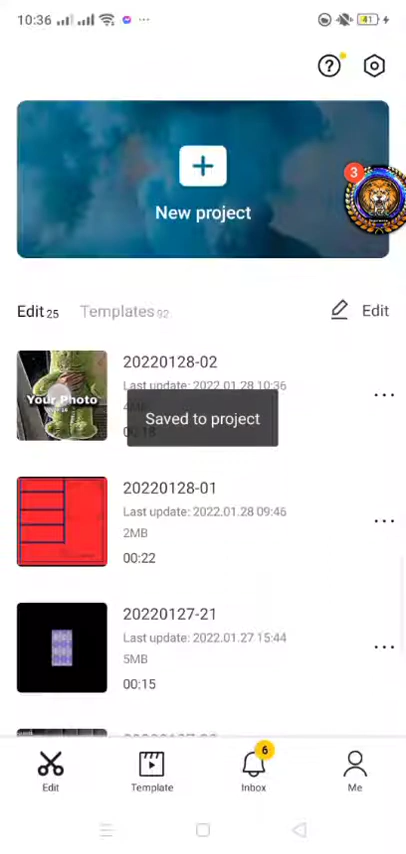 10:36
41
New project
3
Edit 25
Templates 92
Edit
20220128-02
Last update: 2022.01.28 10:36
Your Photo
Saved to project
20220128-01
Last update: 2022.01.28 09:46
2MB
00:22
20220127-21
Last update: 2022.01.27 15:44
5MB
00:15
6
Edit
Template
Inbox
Me